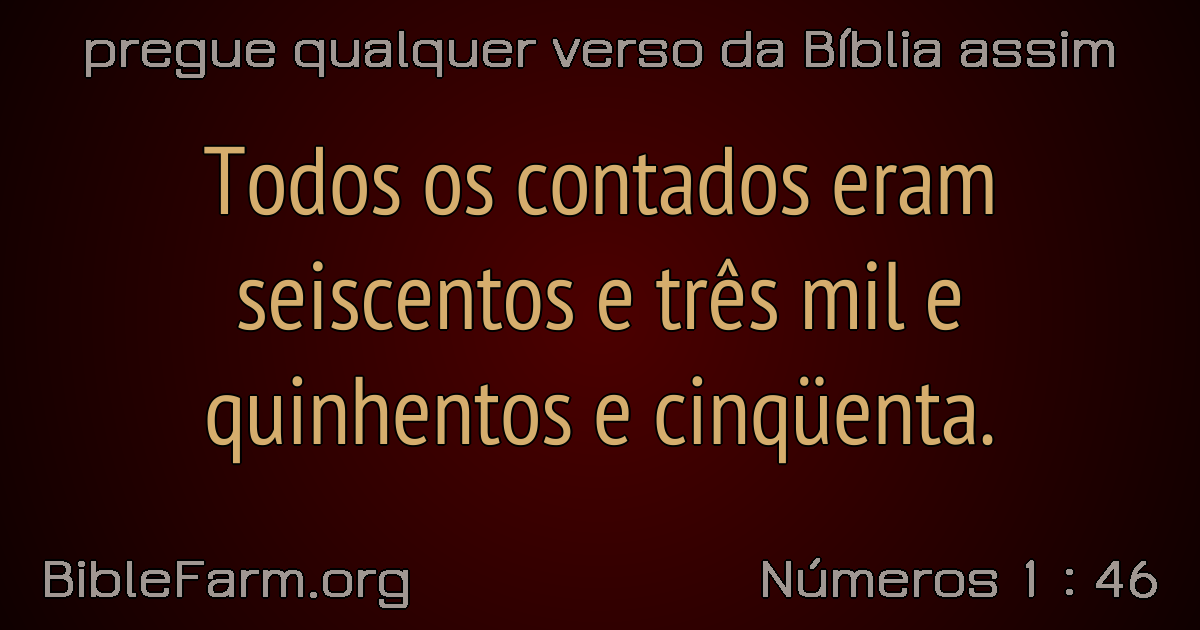 pregue qualquer verso da Bíblia assim
Todos os contados eram
seiscentos e três mil e
quinhentos e cinqüenta.
BibleFarm.org
Números 1 : 46